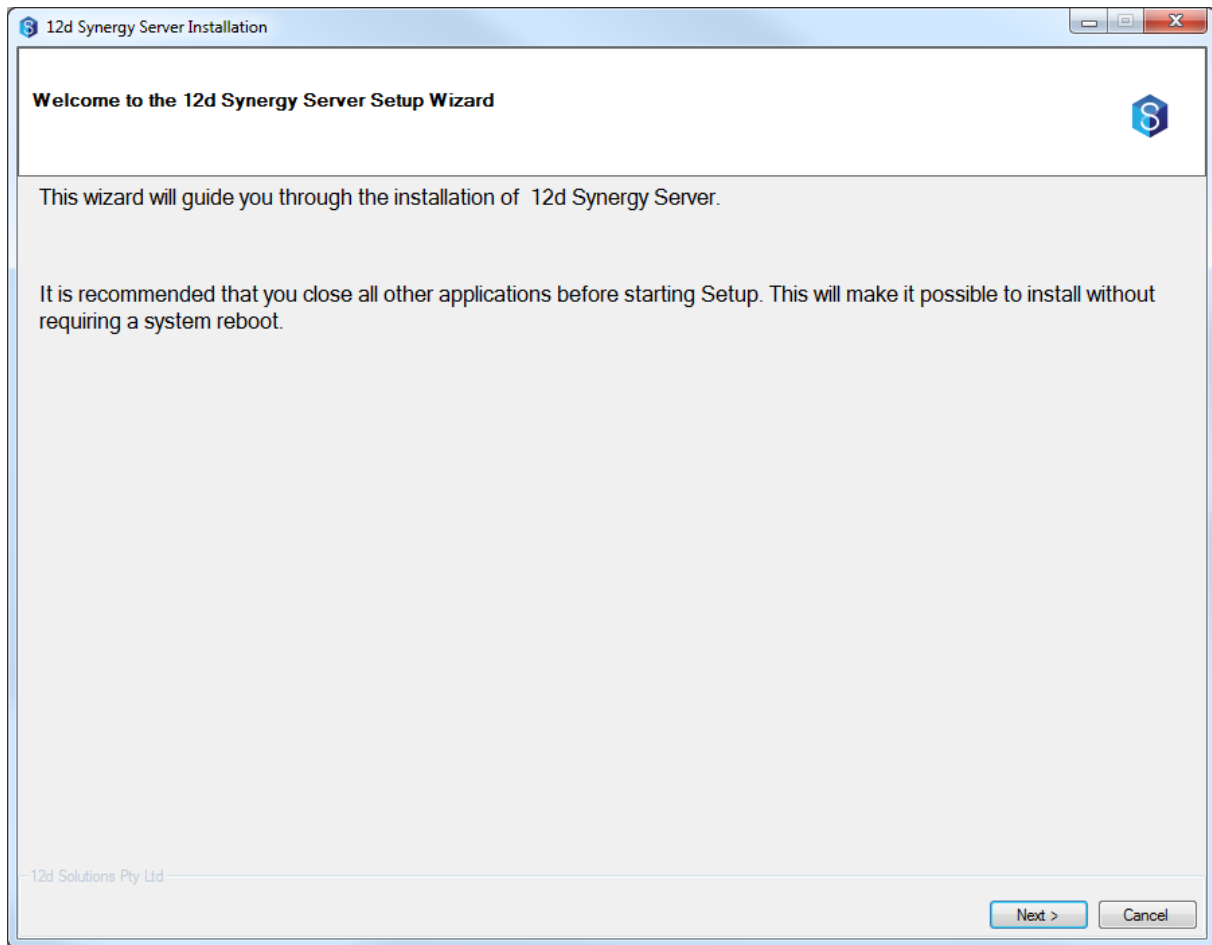 12d Synergy Server Installation
Welcome to the 12d Synergy Server Setup Wizard
This wizard will guide you through the installation of  12d Synergy Server.
It is recommended that you close all other applications before starting Setup. This will make it possible to install without
requiring a system reboot.
12d Solutions Pty Ltd
Next >
Cancel